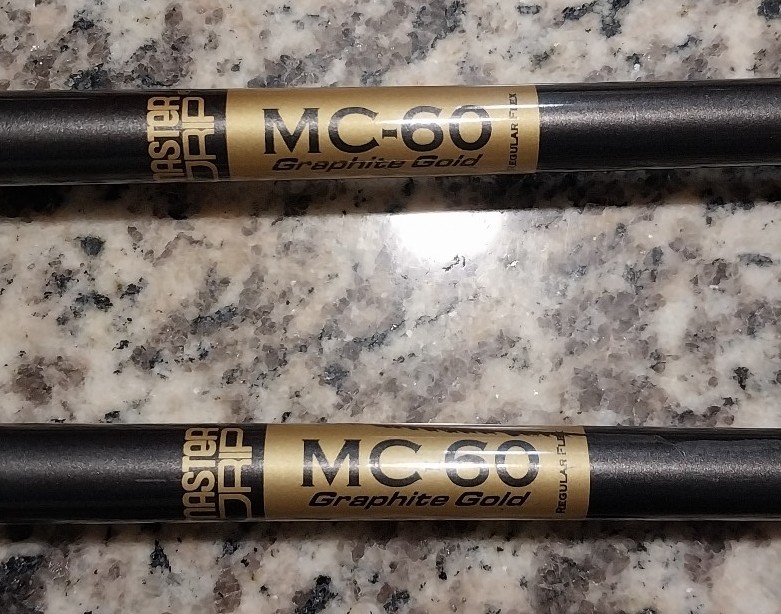 MASTER
GRIP
MC-60
Graphite Gold
REGULAR FLEX
MASTER
GRIP
MC-60
Graphite Gold
REGULAR FLEX